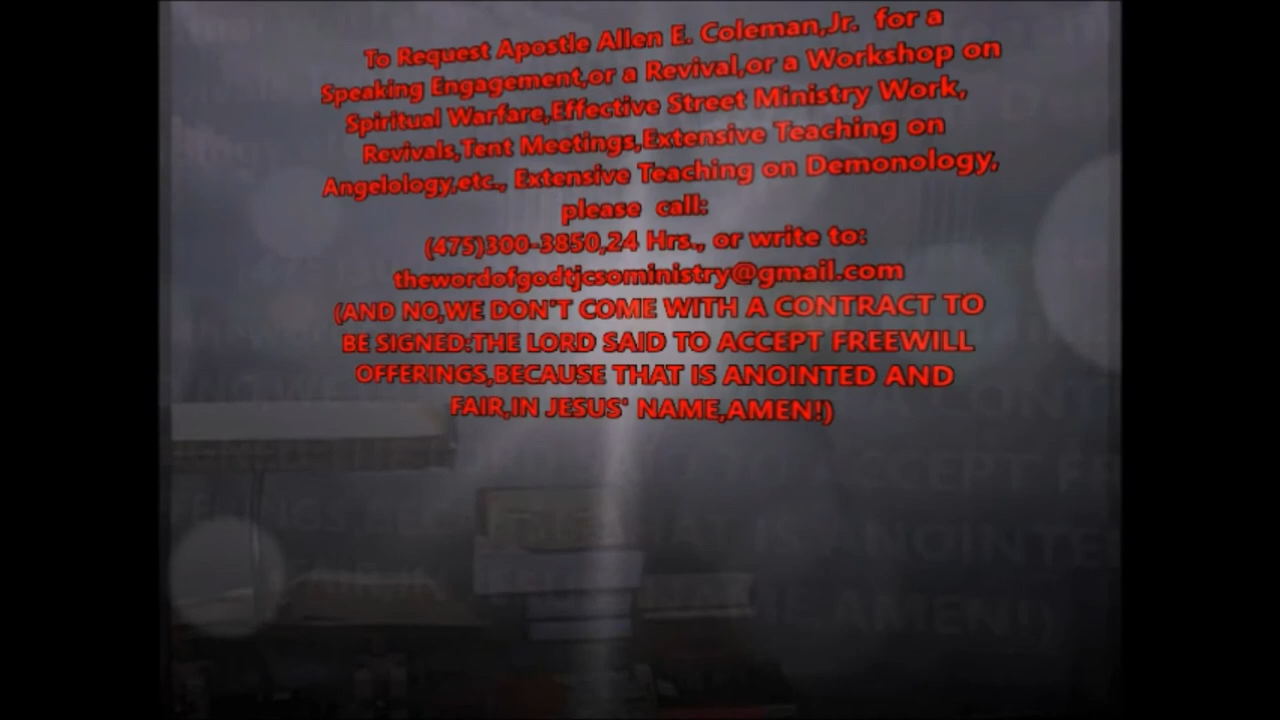 To Request Apostle Allen E. Coleman,Jr. for a
Speaking Engagement,or a Revival,or a Workshop on
Spiritual Warfare,Effective Street Ministry Work,
Revivals,Tent Meetings,Extensive Teaching on
Angelology,etc., Extensive Teaching on Demonology,
please call:
(475)300-3850,24 Hrs., or write to:
thewordofgodtjcsoministry@gmail.com
(AND NO,WE DON'T COME WITH A CONTRACT TO
BE SIGNED:THE LORD SAID TO ACCEPT FREEWILL
OFFERINGS,BECAUSE THAT IS ANOINTED AND
FAIR,IN JESUS' NAME,AMEN!)